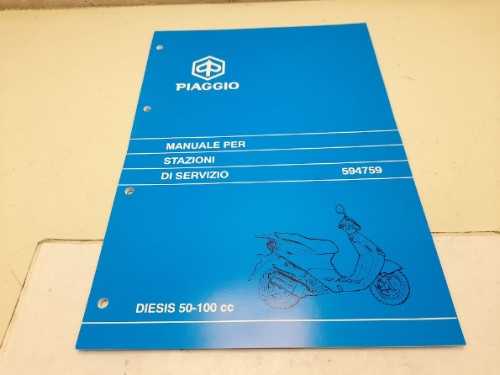 PIAGGIO
MANUALE PER
STAZIONI
DI SERVIZIO 594759
DIESIS 50-100 cc